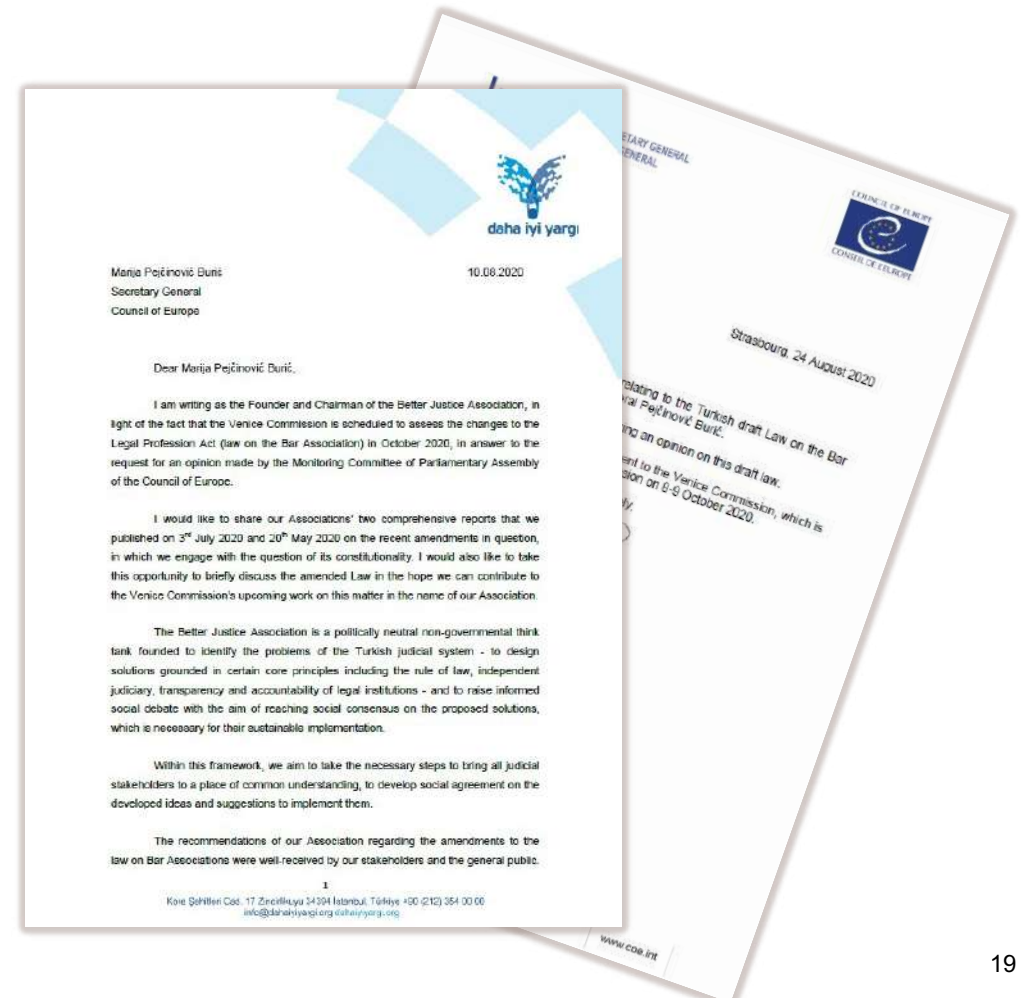 daha iyi yargı
Marija Pejčinović Burić
10.08.2020
Secretary General
Council of Europe
Dear Marija Pejčinović Burić,
I am writing as the Founder and Chairman of the Better Justice Association, in
light of the fact that the Venice Commission is scheduled to assess the changes to the
Legal Profession Act (law on the Bar Association) in October 2020, in answer to the
request for an opinion made by the Monitoring Committee of Parliamentary Assembly
of the Council of Europe.
I would like to share our Associations' two comprehensive reports that we
published on 3rd July 2020 and 20th May 2020 on the recent amendments in question,
in which we engage with the question of its constitutionality. I would also like to take
this opportunity to briefly discuss the amended Law in the hope we can contribute to
the Venice Commission's upcoming work on this matter in the name of our Association.
The Better Justice Association is a politically neutral non-governmental think
tank founded to identify the problems of the Turkish judicial system - to design
solutions grounded in certain core principles including the rule of law, independent
judiciary, transparency and accountability of legal institutions - and to raise informed
social debate with the aim of reaching social consensus on the proposed solutions,
which is necessary for their sustainable implementation.
Within this framework, we aim to take the necessary steps to bring all judicial
stakeholders to a place of common understanding, to develop social agreement on the
developed ideas and suggestions to implement them.
The recommendations of our Association regarding the amendments to the
law on Bar Associations were well-received by our stakeholders and the general public.
1
Kore Şehitleri Cad. 17 Zincirlikuyu 34394 İstanbul, Türkiye +90 (212) 354 00 00
info@dahaiyiyargi.org dahaiyiyargi.org
GENERAL
GENERAL
COUNCIL OF EUROPE
CONSEIL DE L'EUROPE
Strasbourg, 24 August 2020
relating to the Turkish draft Law on the Bar
Pejčinović Burić.
an opinion on this draft law.
to the Venice Commission, which is
on 8-9 October 2020.
www.coe.int
19